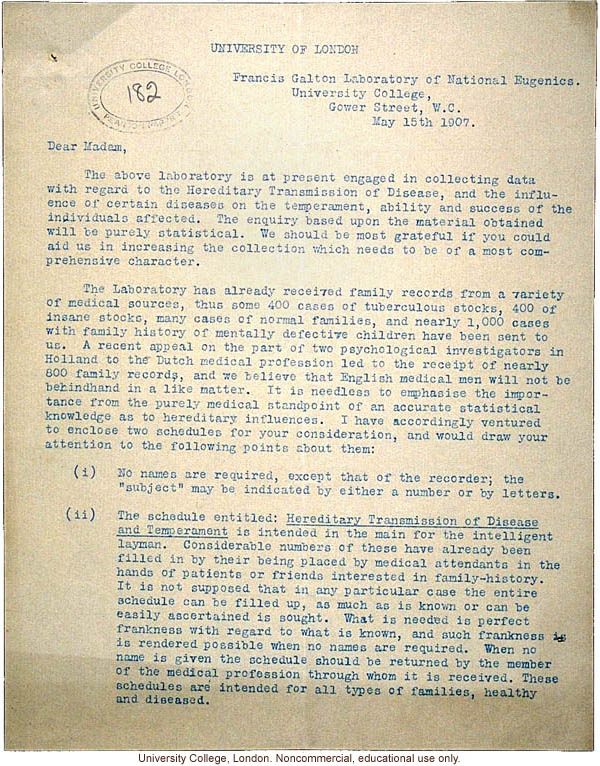 UNIVERSITY OF LONDON
UNIVERSITY COLLEGE LONDON
182
Francis Galton Laboratory of National Eugenics.
University College,
Gower Street, W.C.
May 15th 1907.
Dear Madam,
The above laboratory is at present engaged in collecting data
with regard to the Hereditary Transmission of Disease, and the influ-
ence of certain diseases on the temperament, ability and success of the
individuals affected. The enquiry based upon the material obtained
will be purely statistical. We should be most grateful if you could
aid us in increasing the collection which needs to be of a most com-
prehensive character.
The Laboratory has already received family records from a variety
of medical sources, thus some 400 cases of tuberculous stocks, 400 of
insane stocks, many cases of normal families, and nearly 1,000 cases
with family history of mentally defective children have been sent to
us. A recent appeal on the part of two psychological investigators in
Holland to the Dutch medical profession led to the receipt of nearly
800 family records, and we believe that English medical men will not be
behindhand in a like matter. It is needless to emphasise the impor-
tance from the purely medical standpoint of an accurate statistical
knowledge as to hereditary influences. I have accordingly ventured
to enclose two schedules for your consideration, and would draw your
attention to the following points about them:
(i) No names are required, except that of the recorder; the
"subject" may be indicated by either a number or by letters.
(ii) The schedule entitled: Hereditary Transmission of Disease
and Temperament is intended in the main for the intelligent
layman. Considerable numbers of these have already been
filled in by their being placed by medical attendants in the
hands of patients or friends interested in family-history.
It is not supposed that in any particular case the entire
schedule can be filled up, as much as is known or can be
easily ascertained is sought. What is needed is perfect
frankness with regard to what is known, and such frankness is
is rendered possible when no names are required. When no
name is given the schedule should be returned by the member
of the medical profession through whom it is received. These
schedules are intended for all types of families, healthy
and diseased.
University College, London. Noncommercial, educational use only.